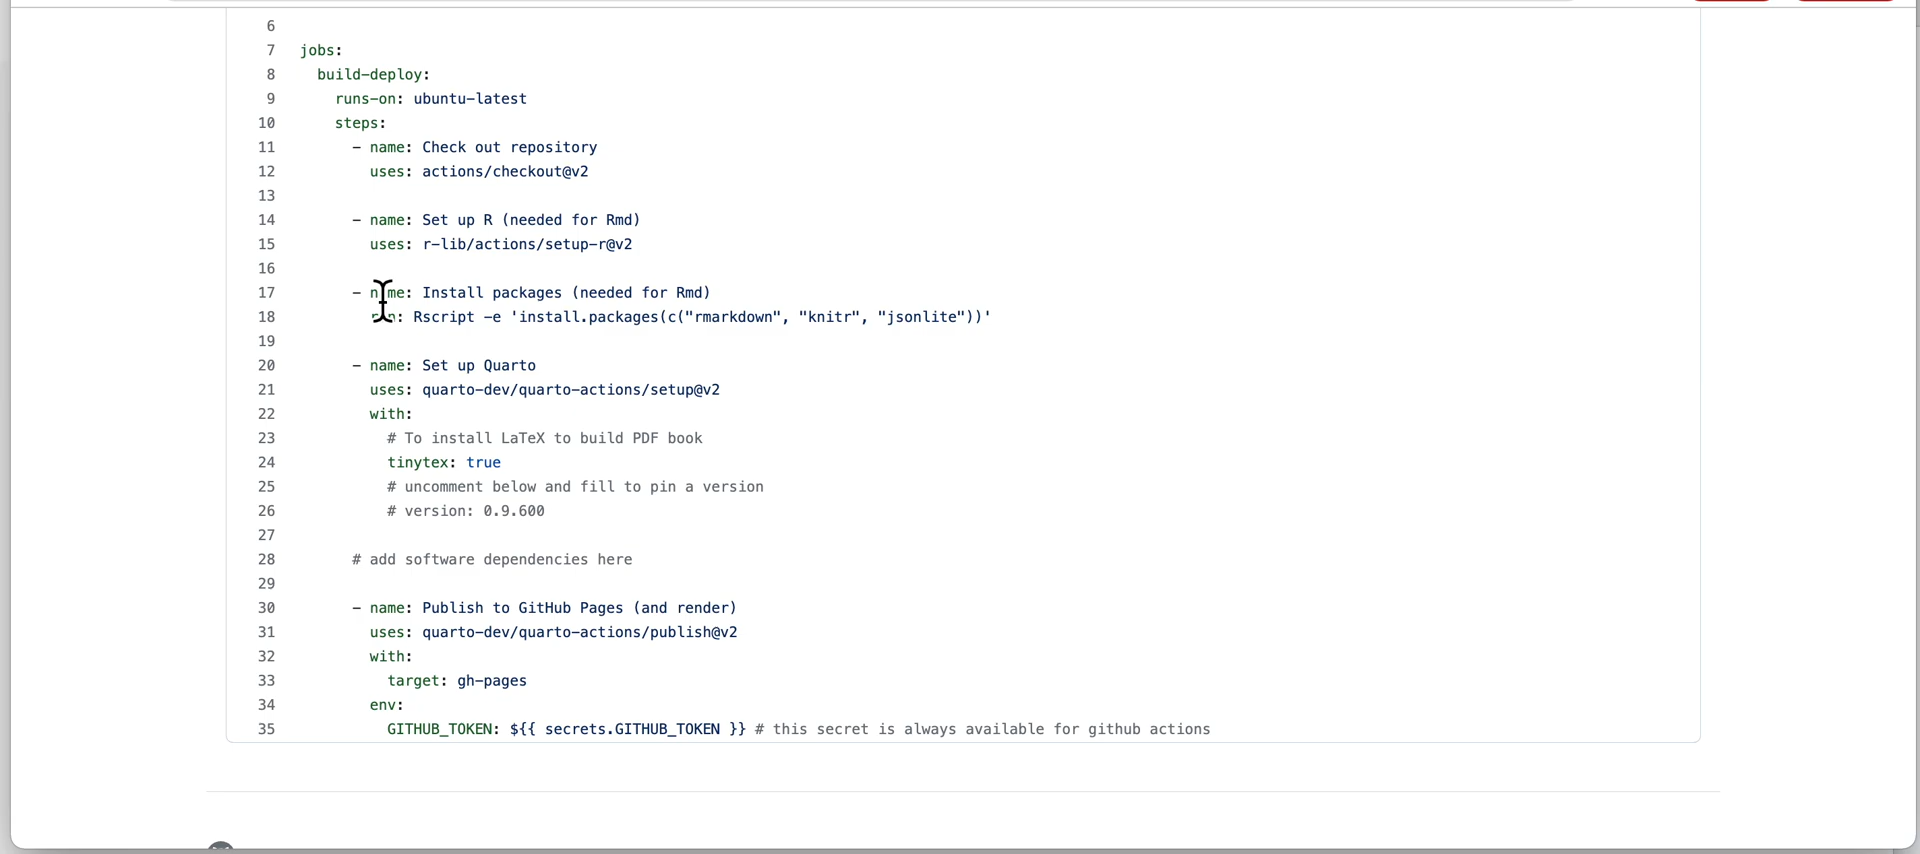 6
7 jobs:
8 build-deploy:
9 runs-on: ubuntu-latest
10 steps:
11 - name: Check out repository
12 uses: actions/checkout@v2
13
14 - name: Set up R (needed for Rmd)
15 uses: r-lib/actions/setup-r@v2
16
17 - name: Install packages (needed for Rmd)
18 run: Rscript -e 'install.packages(c("rmarkdown", "knitr", "jsonlite"))'
19
20 - name: Set up Quarto
21 uses: quarto-dev/quarto-actions/setup@v2
22 with:
23 # To install LaTeX to build PDF book
24 tinytex: true
25 # uncomment below and fill to pin a version
26 # version: 0.9.600
27
28 # add software dependencies here
29
30 - name: Publish to GitHub Pages (and render)
31 uses: quarto-dev/quarto-actions/publish@v2
32 with:
33 target: gh-pages
34 env:
35 GITHUB_TOKEN: ${{ secrets.GITHUB_TOKEN }} # this secret is always available for github actions